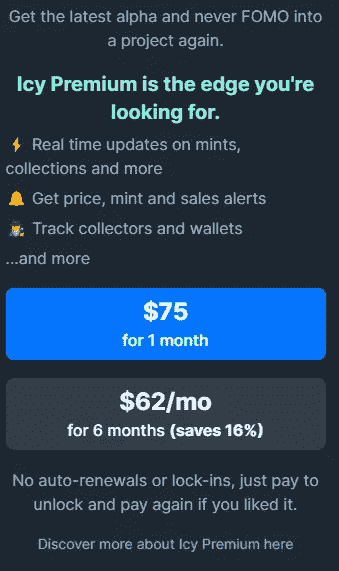 Get the latest alpha and never FOMO into
a project again.
Icy Premium is the edge you're
looking for.
Real time updates on mints,
collections and more
Get price, mint and sales alerts
Track collectors and wallets
...and more
$75
for 1 month
$62/mo
for 6 months (saves 16%)
No auto-renewals or lock-ins, just pay to
unlock and pay again if you liked it.
Discover more about Icy Premium here